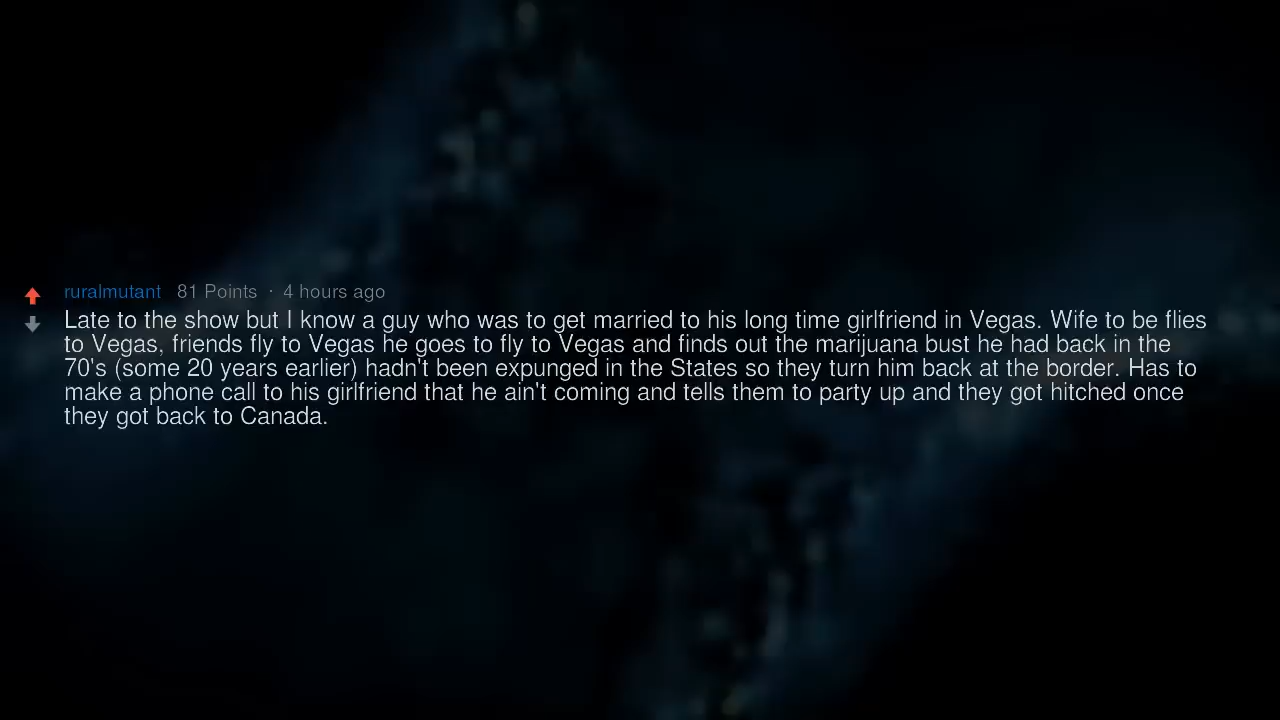 ruralmutant 81 Points · 4 hours ago
Late to the show but I know a guy who was to get married to his long time girlfriend in Vegas. Wife to be flies
to Vegas, friends fly to Vegas he goes to fly to Vegas and finds out the marijuana bust he had back in the
70's (some 20 years earlier) hadn't been expunged in the States so they turn him back at the border. Has to
make a phone call to his girlfriend that he ain't coming and tells them to party up and they got hitched once
they got back to Canada.